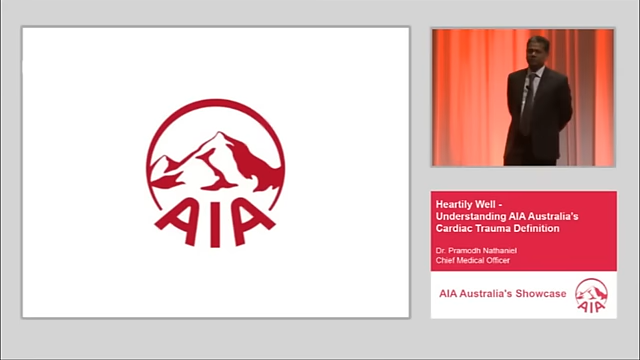 AIA
Heartily Well -
Understanding AIA Australia's
Cardiac Trauma Definition
Dr. Pramodh Nathaniel
Chief Medical Officer
AIA Australia's Showcase
AIA